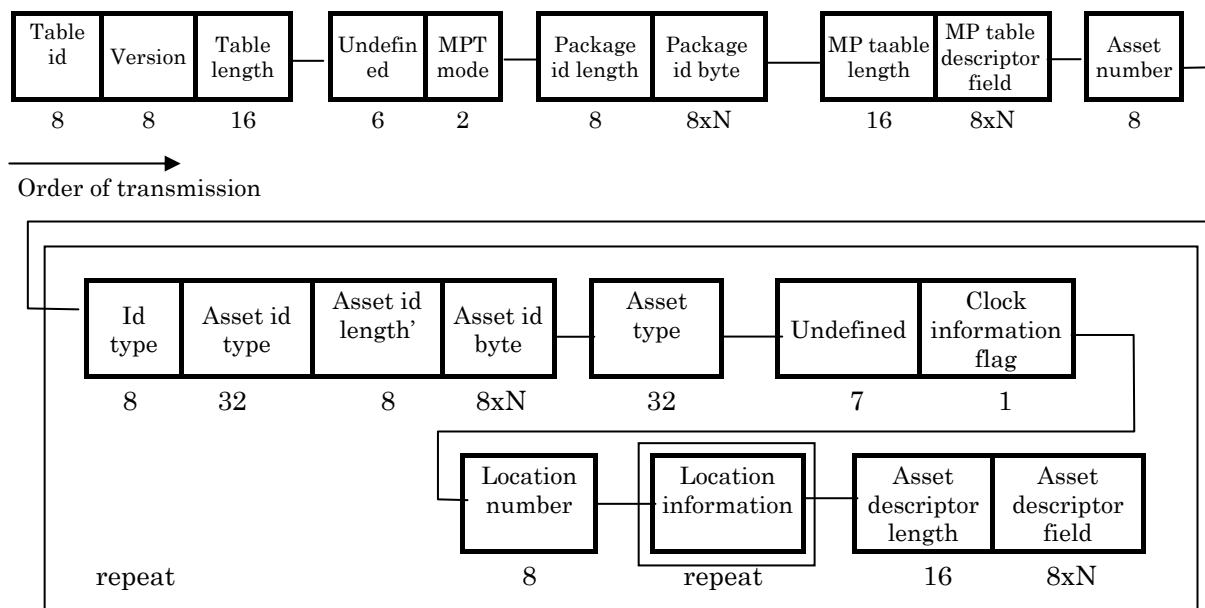 Table
id
Version
Table
length
Undefin
ed
MPT
mode
Package
id length
Package
id byte
MP taable
length
MP table
descriptor
field
Asset
number
8
8
16
6
2
8
8xN
16
8xN
8
Order of transmission
Id
type
Asset id
type
Asset id
length’
Asset id
byte
Asset
type
Undefined
Clock
information
flag
8
32
8
8xN
32
7
1
Location
number
Location
information
Asset
descriptor
length
Asset
descriptor
field
repeat
8
repeat
16
8xN